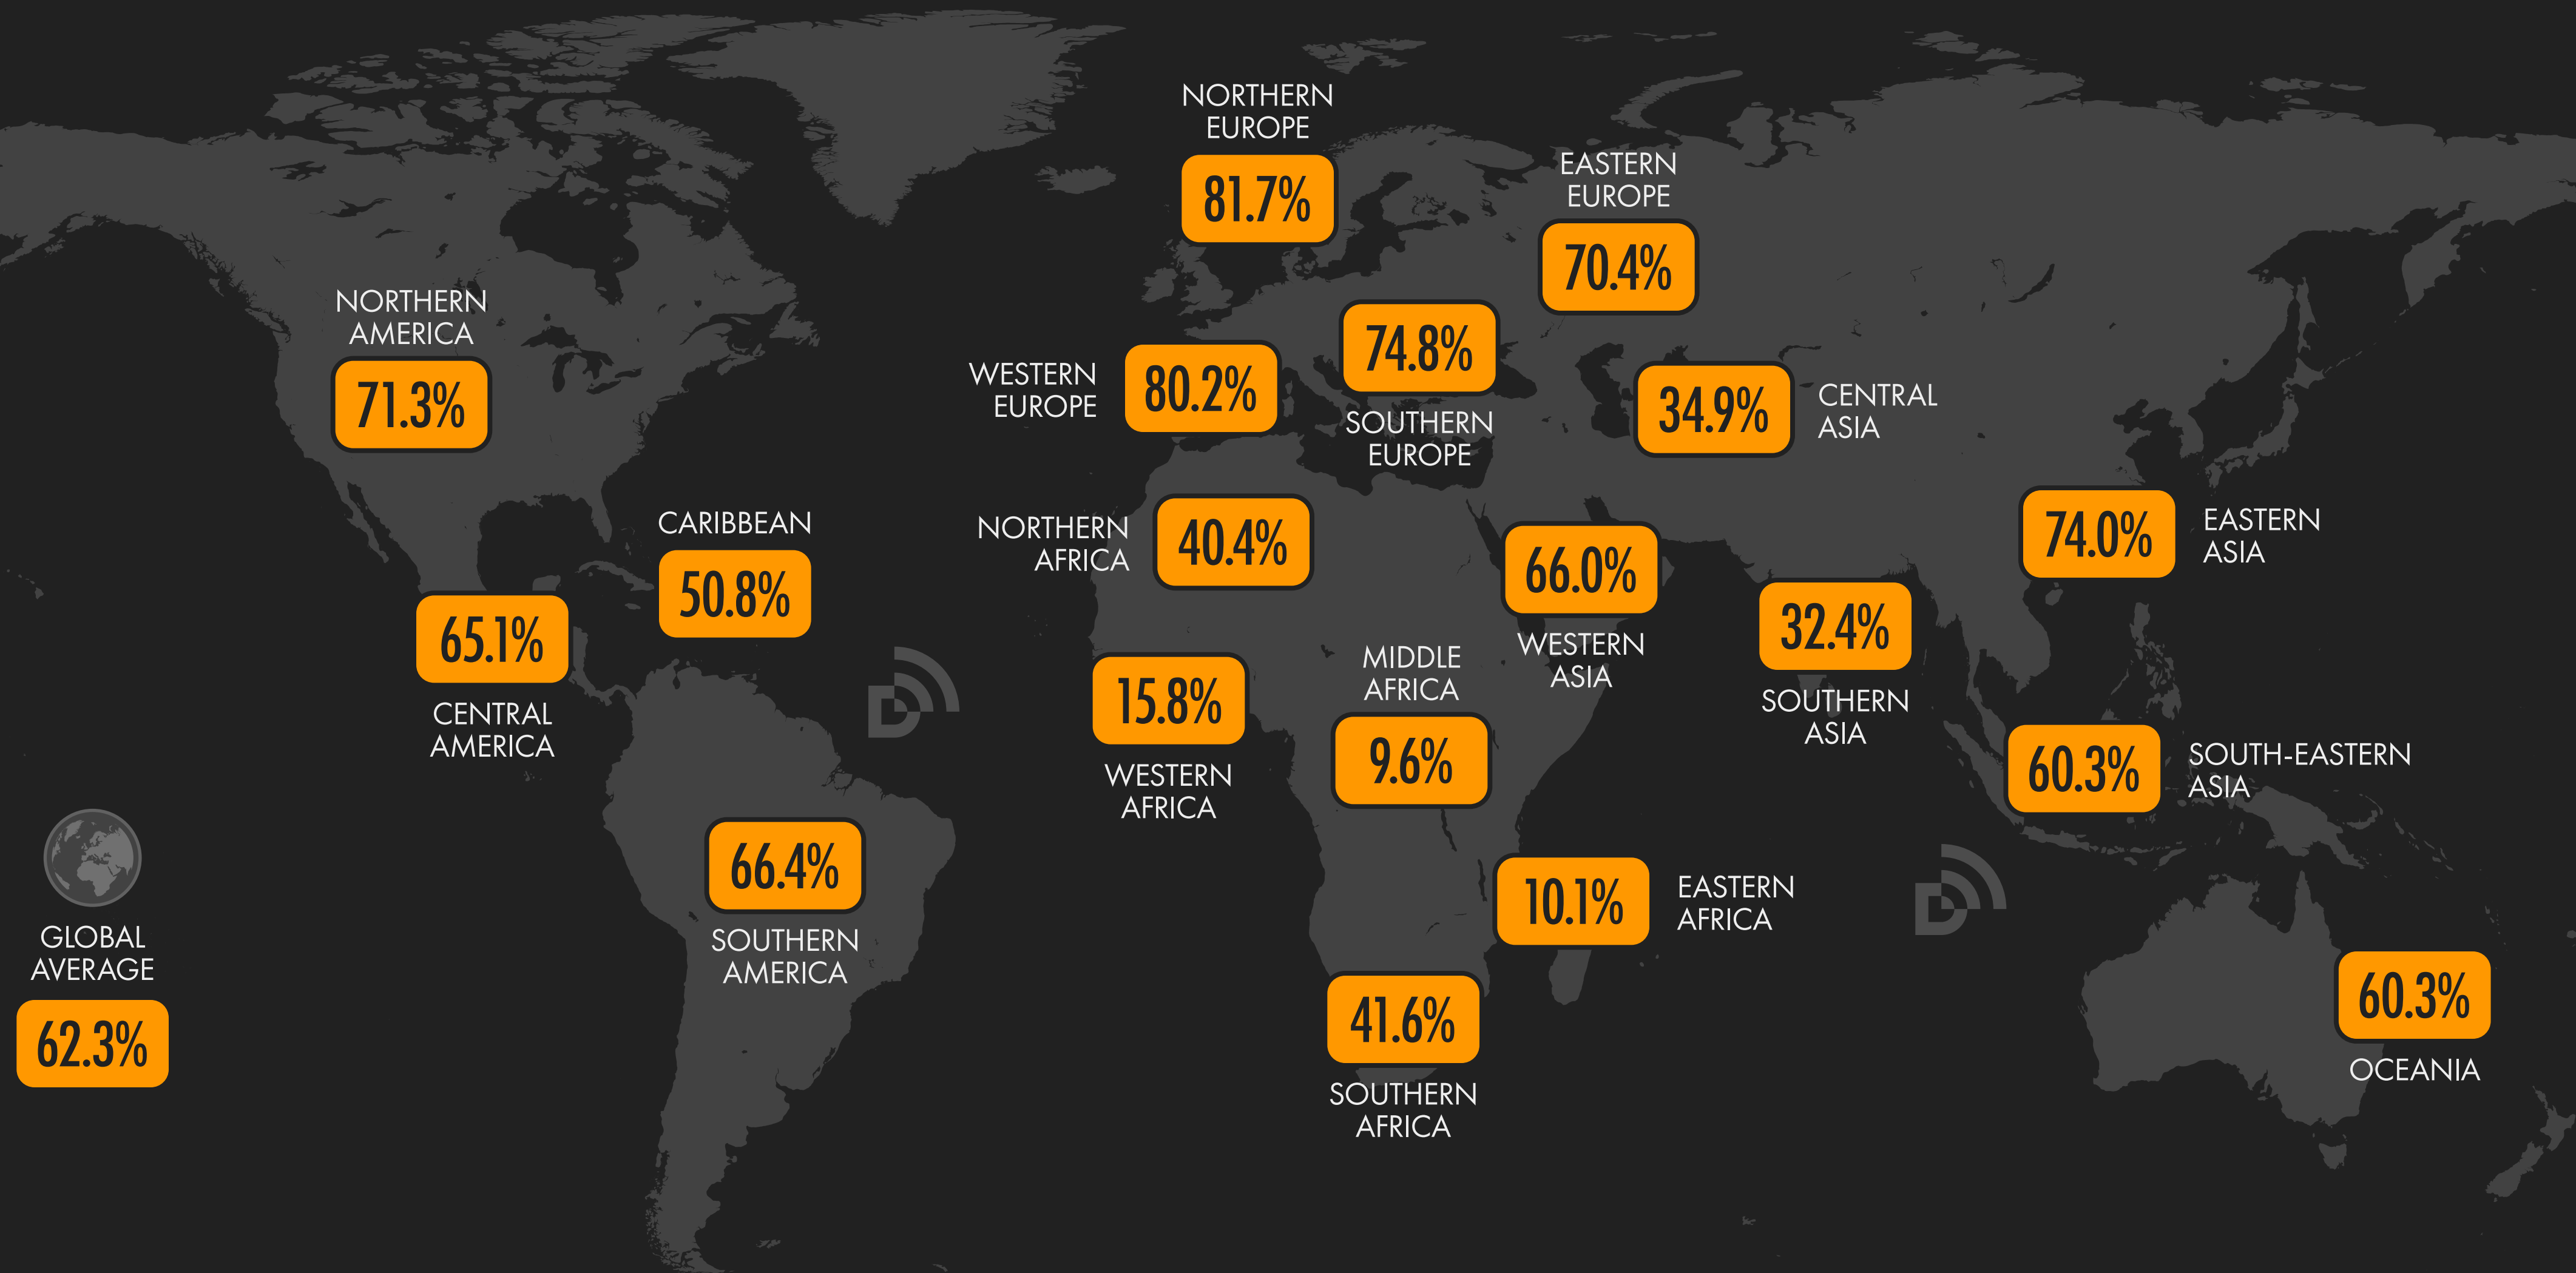 NORTHERN
EUROPE
81.7%
EASTERN
EUROPE
70.4%
NORTHERN
AMERICA
71.3%
74.8%
SOUTHERN
EUROPE
WESTERN
EUROPE
80.2%
34.9%
CENTRAL
ASIA
CARIBBEAN
50.8%
NORTHERN
AFRICA
40.4%
66.0%
WESTERN
ASIA
74.0%
EASTERN
ASIA
65.1%
CENTRAL
AMERICA
32.4%
SOUTHERN
ASIA
15.8%
WESTERN
AFRICA
MIDDLE
AFRICA
9.6%
60.3%
SOUTH-EASTERN
ASIA
66.4%
SOUTHERN
AMERICA
10.1%
EASTERN
AFRICA
GLOBAL
AVERAGE
62.3%
41.6%
SOUTHERN
AFRICA
60.3%
OCEANIA